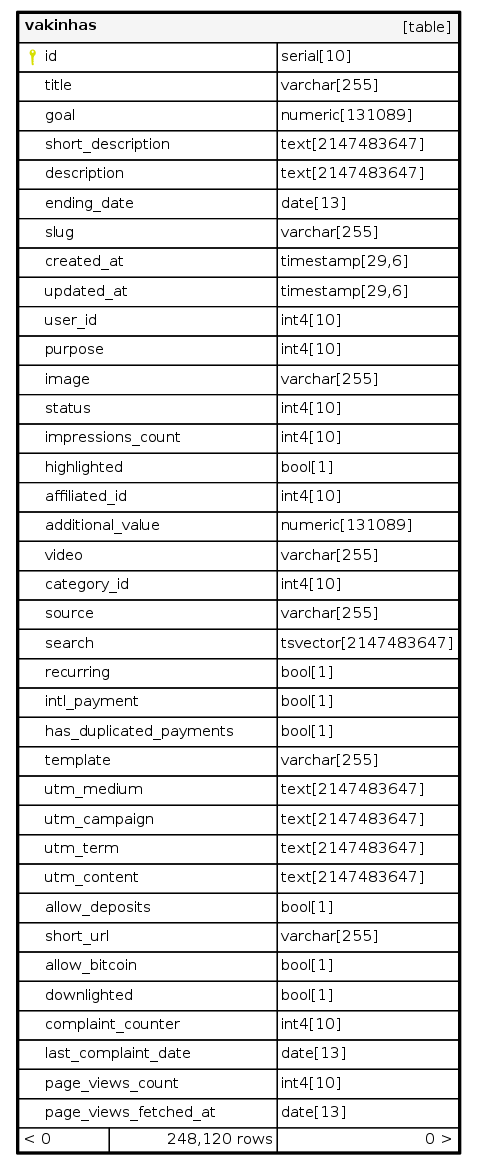 vakinhas [table]
id serial[10]
title varchar[255]
goal numeric[131089]
short_description text[2147483647]
description text[2147483647]
ending_date date[13]
slug varchar[255]
created_at timestamp[29,6]
updated_at timestamp[29,6]
user_id int4[10]
purpose int4[10]
image varchar[255]
status int4[10]
impressions_count int4[10]
highlighted bool[1]
affiliated_id int4[10]
additional_value numeric[131089]
video varchar[255]
category_id int4[10]
source varchar[255]
search tsvector[2147483647]
recurring bool[1]
intl_payment bool[1]
has_duplicated_payments bool[1]
template varchar[255]
utm_medium text[2147483647]
utm_campaign text[2147483647]
utm_term text[2147483647]
utm_content text[2147483647]
allow_deposits bool[1]
short_url varchar[255]
allow_bitcoin bool[1]
downlighted bool[1]
complaint_counter int4[10]
last_complaint_date date[13]
page_views_count int4[10]
page_views_fetched_at date[13]
< 0 248,120 rows 0 >